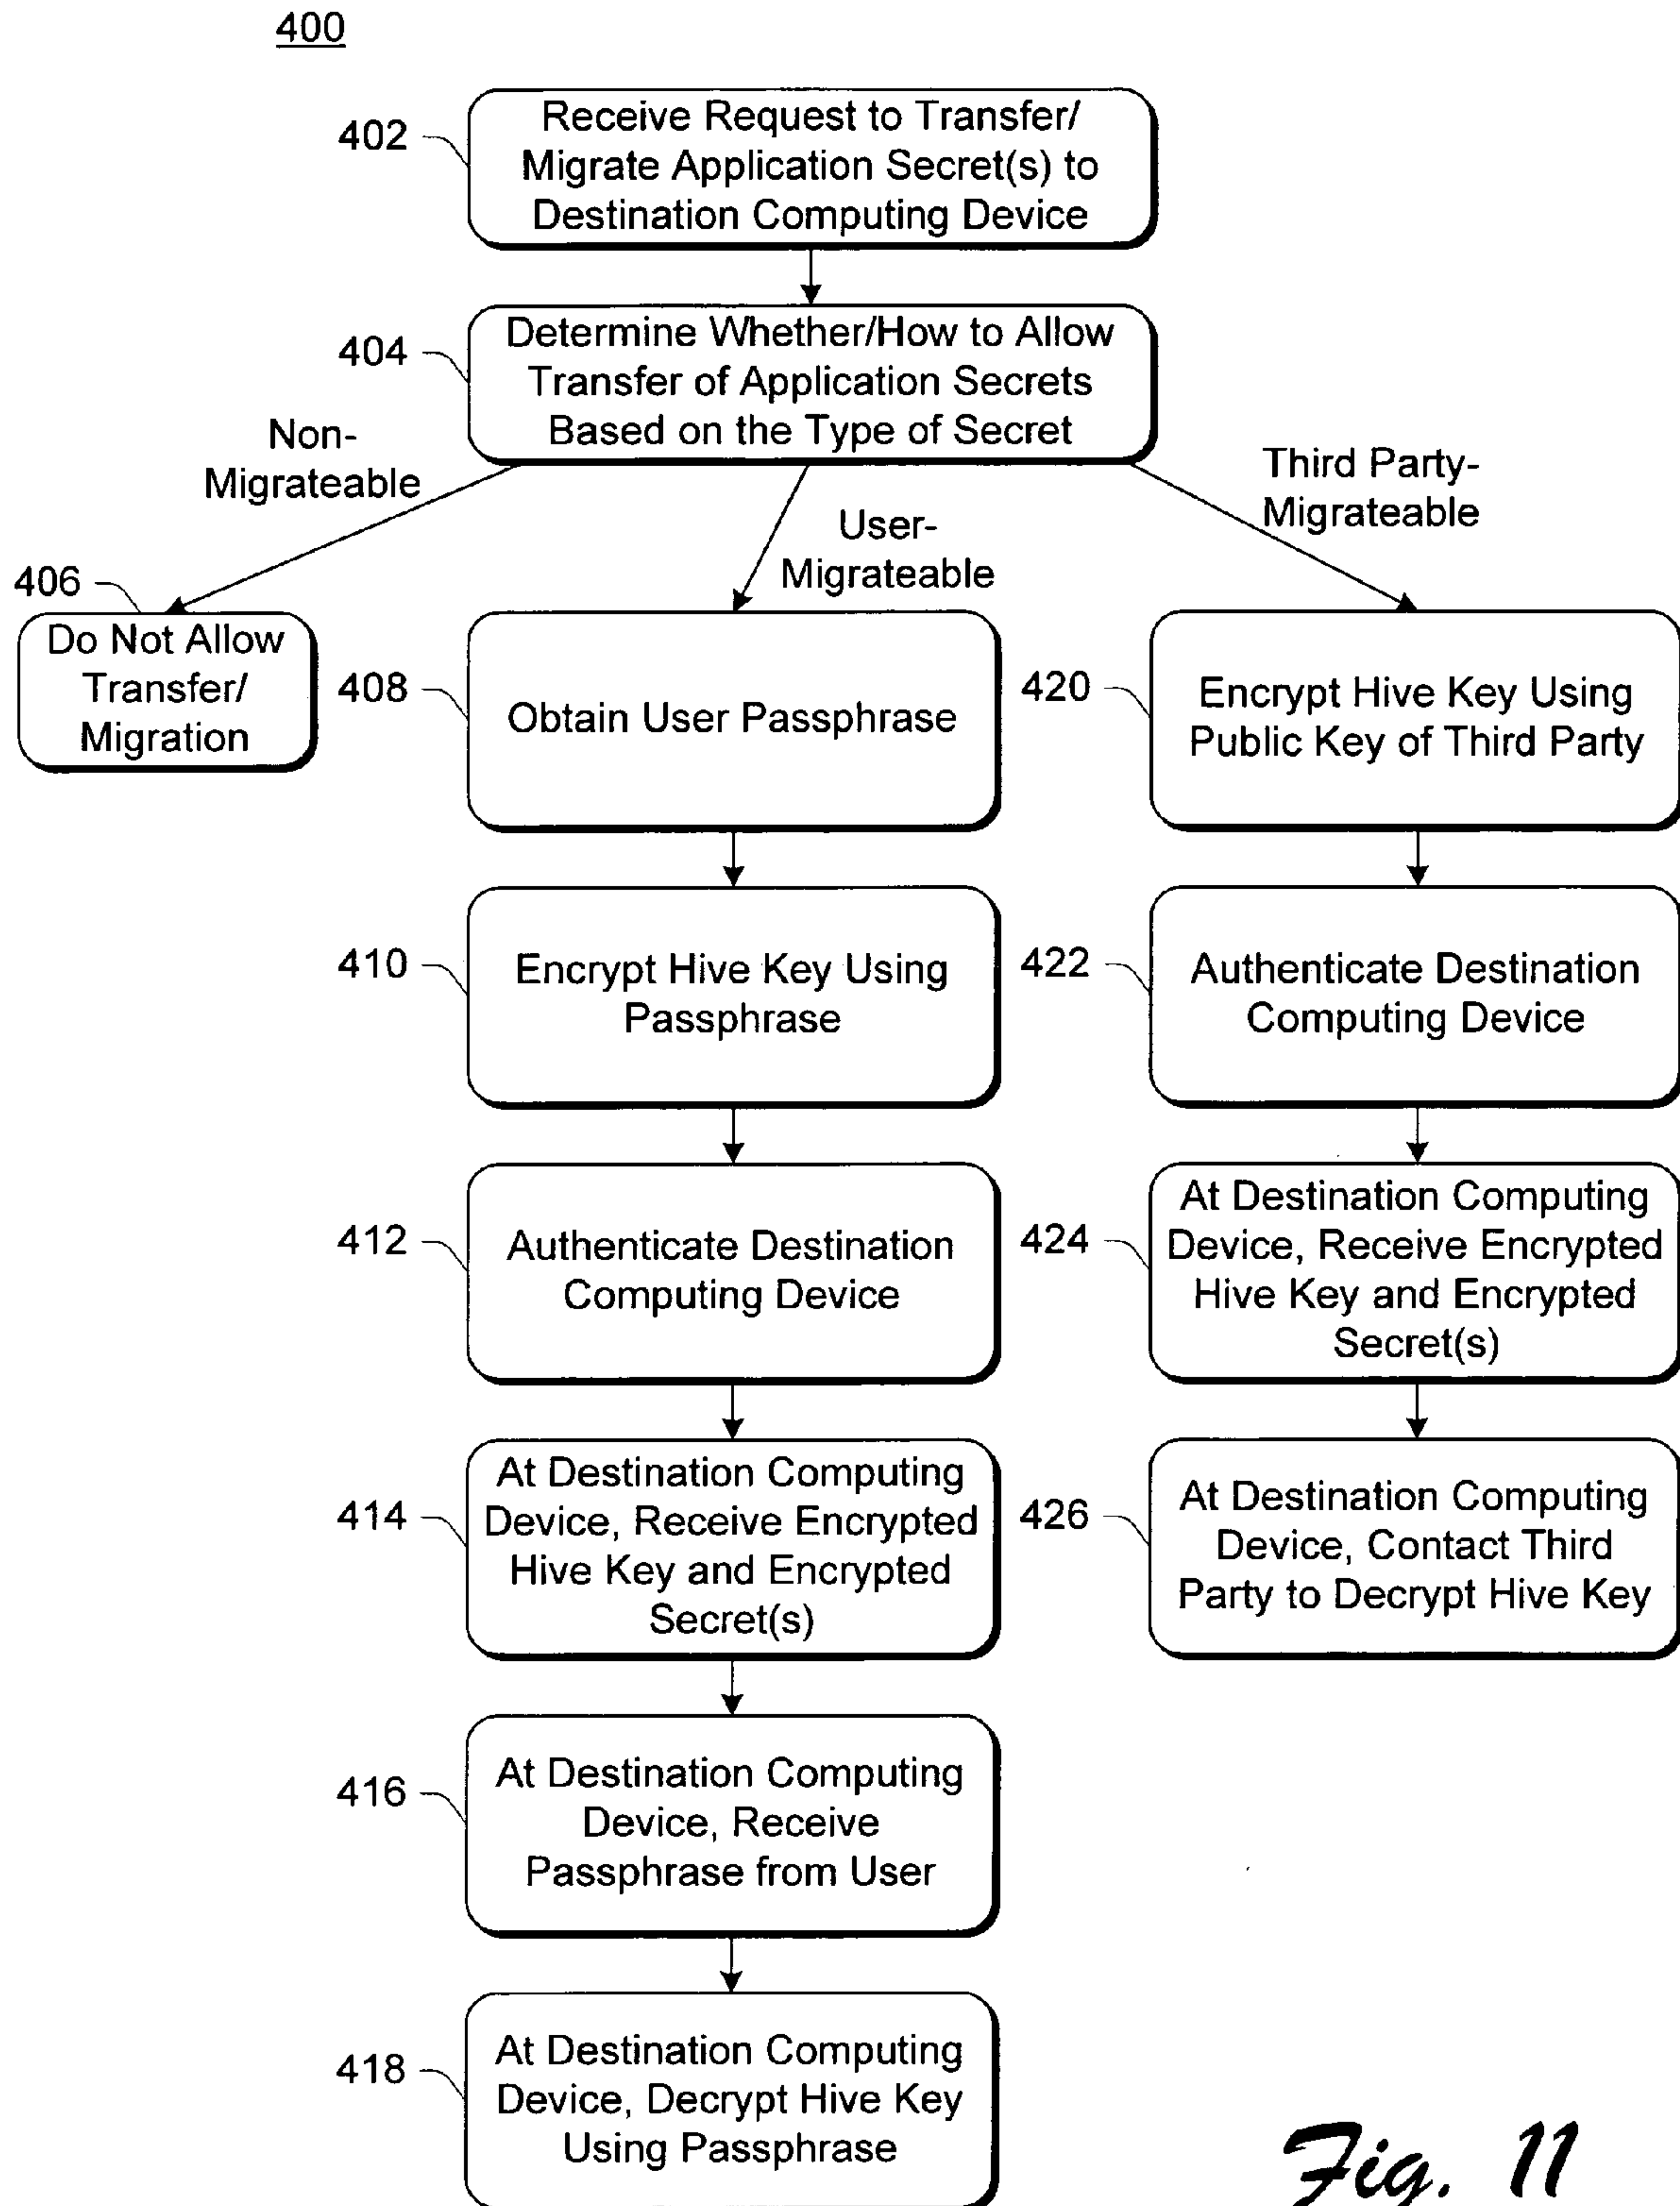 400
402
Receive Request to Transfer/
Migrate Application Secret(s) to
Destination Computing Device
404
Determine Whether/How to Allow
Transfer of Application Secrets
Based on the Type of Secret
Non-
Migrateable
User-
Migrateable
Third Party-
Migrateable
406
Do Not Allow
Transfer/
Migration
408
Obtain User Passphrase
410
Encrypt Hive Key Using
Passphrase
412
Authenticate Destination
Computing Device
414
At Destination Computing
Device, Receive Encrypted
Hive Key and Encrypted
Secret(s)
416
At Destination Computing
Device, Receive
Passphrase from User
418
At Destination Computing
Device, Decrypt Hive Key
Using Passphrase
420
Encrypt Hive Key Using
Public Key of Third Party
422
Authenticate Destination
Computing Device
424
At Destination Computing
Device, Receive Encrypted
Hive Key and Encrypted
Secret(s)
426
At Destination Computing
Device, Contact Third
Party to Decrypt Hive Key
Fig. 11